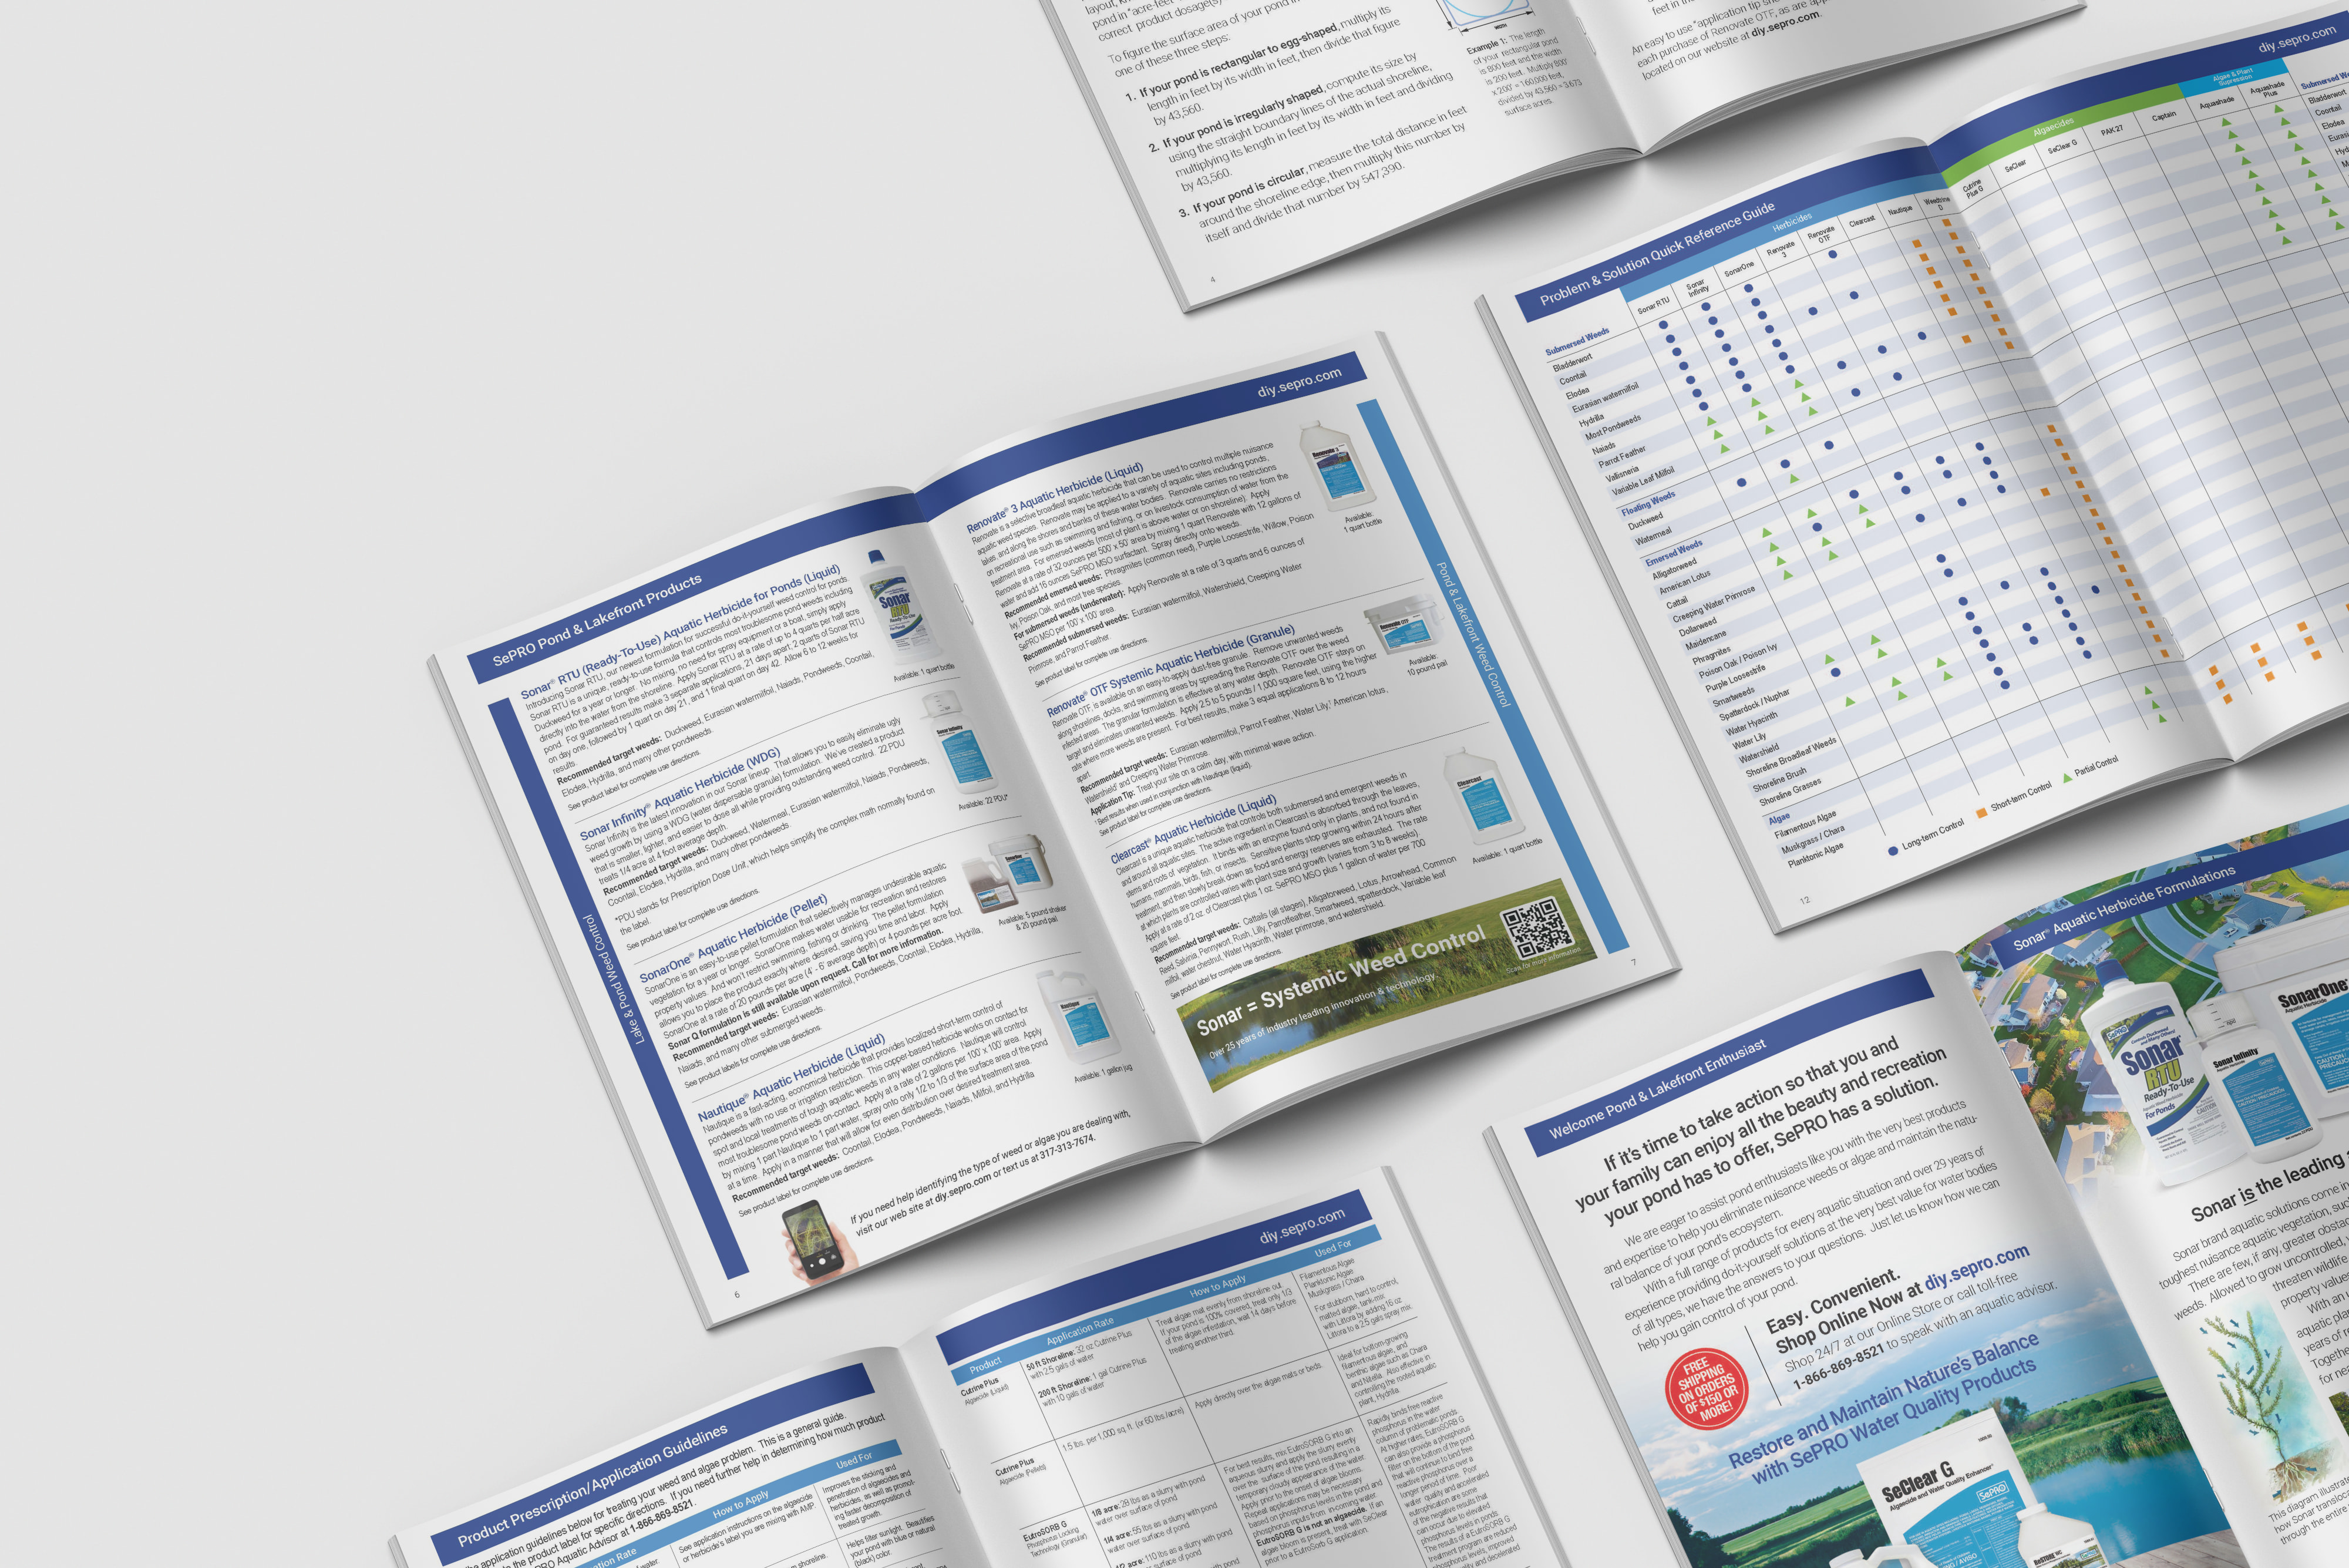 layout,
pond in "acre-feet"
correct product dosage(s)
To figure the surface area of your pond in
one of these three steps:
1. If your pond is rectangular to egg-shaped, multiply its
length in feet by its width in feet, then divide that figure
by 43,560.
2. If your pond is irregularly shaped, compute its size by
using the straight boundary lines of the actual shoreline,
multiplying its length in feet by its width in feet and dividing
by 43,560.
3. If your pond is circular, measure the total distance in feet
around the shoreline edge, then multiply this number by
itself and divide that number by 547,390.
4
WIDTH
Example 1: The length
of your rectangular pond
is 800 feet and the width
is 200 feet. Multiply 800'
x 200' = 160,000 feet,
divided by 43,560 = 3.673
surface acres.
An easy to use "application tip
each purchase of Renovate OTF, as are
located on our website at diy.sepro.com.
Problem & Solution Quick Reference Guide
diy.sepro.com
Herbicides
Algaecides
Algae & Plant
Supression
Sonar RTU
Sonar
Infinity
SonarOne
Renovate
3
Renovate
OTF
Clearcast
Nautique
Weedtrine
D
Cutrine
Plus G
SeClear
SeClear G
PAK 27
Captain
Aquashade
Aquashade
Plus
Submersed Weeds
Bladderwort
Coontail
Elodea
Eurasian watermilfoil
Hydrilla
Most Pondweeds
Naiads
Parrot Feather
Vallisneria
Variable Leaf Milfoil
Floating Weeds
Duckweed
Watermeal
Emersed Weeds
Alligatorweed
American Lotus
Cattail
Creeping Water Primrose
Dollarweed
Maidencane
Phragmites
Poison Oak / Poison Ivy
Purple Loosestrife
Smartweeds
Spatterdock / Nuphar
Water Hyacinth
Water Lily
Watershield
Shoreline Broadleaf Weeds
Shoreline Brush
Shoreline Grasses
Algae
Filamentous Algae
Muskgrass / Chara
Planktonic Algae
Long-term Control
Short-term Control
Partial Control
12
Submersed
Bladderwort
Coontail
Elodea
SePRO Pond & Lakefront Products
Lake & Pond Weed Control
Sonar® RTU (Ready-To-Use) Aquatic Herbicide for Ponds (Liquid)
Introducing Sonar RTU, our newest formulation for successful do-it-yourself weed control for ponds.
Sonar RTU is a unique, ready-to-use formula that controls most troublesome pond weeds including
Duckweed for a year or longer. No mixing, no need for spray equipment or a boat, simply apply
directly into the water from the shoreline. Apply Sonar RTU at a rate of up to 4 quarts per half acre
pond. For guaranteed results make 3 separate applications, 21 days apart; 2 quarts of Sonar RTU
on day one, followed by 1 quart on day 21, and 1 final quart on day 42. Allow 6 to 12 weeks for
results.
Recommended target weeds: Duckweed, Eurasian watermilfoil, Naiads, Pondweeds, Coontail,
Elodea, Hydrilla, and many other pondweeds.
See product label for complete use directions.
Available: 1 quart bottle
Sonar Infinity® Aquatic Herbicide (WDG)
Sonar Infinity is the latest innovation in our Sonar lineup. That allows you to easily eliminate ugly
weed growth by using a WDG (water dispersable granule) formulation. We've created a product
that is smaller, lighter, and easier to dose all while providing outstanding weed control. 22 PDU
treats 1/4 acre at 4 foot average depth.
Recommended target weeds: Duckweed, Watermeal, Eurasian watermilfoil, Naiads, Pondweeds,
Coontail, Elodea, Hydrilla, and many other pondweeds
*PDU stands for Prescription Dose Unit, which helps simplify the complex math normally found on
the label.
See product label for complete use directions.
Available: 22 PDU*
SonarOne® Aquatic Herbicide (Pellet)
SonarOne is an easy-to-use pellet formulation that selectively manages undesirable aquatic
vegetation for a year or longer. SonarOne makes water usable for recreation and restores
property values. And won't restrict swimming, fishing or drinking. The pellet formulation
allows you to place the product exactly where desired, saving you time and labor. Apply
SonarOne at a rate of 20 pounds per acre (4' - 6' average depth) or 4 pounds per acre foot.
Sonar Q formulation is still available upon request. Call for more information.
Recommended target weeds: Eurasian watermilfoil, Pondweeds, Coontail, Elodea, Hydrilla,
Naiads, and many other submerged weeds.
See product labels for complete use directions.
Available: 5 pound shaker
& 20 pound pail
Nautique® Aquatic Herbicide (Liquid)
Nautique is a fast-acting, economical herbicide that provides localized short-term control of
pondweeds with no use or irrigation restriction. This copper-based herbicide works on contact for
spot and local treatments of tough aquatic weeds in any water conditions. Nautique will control
most troublesome pond weeds on-contact. Apply at a rate of 2 gallons per 100' x 100' area. Apply
by mixing 1 part Nautique to 1 part water, spray onto only 1/2 to 1/3 of the surface area of the pond
at a time. Apply in a manner that will allow for even distribution over desired treatment area.
Recommended target weeds: Coontail, Elodea, Pondweeds, Naiads, Milfoil, and Hydrilla
See product label for complete use directions.
Available: 1 gallon jug
If you need help identifying the type of weed or algae you are dealing with,
visit our web site at diy.sepro.com or text us at 317-313-7674.
6
diy.sepro.com
Pond & Lakefront Weed Control
Renovate® 3 Aquatic Herbicide (Liquid)
Renovate is a selective broadleaf aquatic herbicide that can be used to control multiple nuisance
aquatic weed species. Renovate may be applied to a variety of aquatic sites including ponds,
lakes, and along the shores and banks of these water bodies. Renovate carries no restrictions
on recreational use such as swimming and fishing, or on livestock consumption of water from the
treatment area. For emersed weeds (most of plant is above water or on shoreline): Apply
Renovate at a rate of 32 ounces per 500' x 50' area by mixing 1 quart Renovate with 12 gallons of
water and add 16 ounces SePRO MSO surfactant. Spray directly onto weeds.
Recommended emersed weeds: Phragmites (common reed), Purple Loosestrife, Willow, Poison
Ivy, Poison Oak, and most tree species.
For submersed weeds (underwater): Apply Renovate at a rate of 3 quarts and 6 ounces of
SePRO MSO per 100' x 100' area
Recommended submersed weeds: Eurasian watermilfoil, Watershield, Creeping Water
Primrose, and Parrot Feather.
See product label for complete use directions.
Available:
1 quart bottle
Renovate® OTF Systemic Aquatic Herbicide (Granule)
Renovate OTF, is available on an easy-to-apply dust-free granule. Remove unwanted weeds
along shorelines, docks, and swimming areas by spreading the Renovate OTF over the weed
infested areas. The granular formulation is effective at any water depth. Renovate OTF stays on
target and eliminates unwanted weeds. Apply 2.5 to 5 pounds / 1,000 square feet, using the higher
rate where more weeds are present. For best results, make 3 equal applications 8 to 12 hours
apart.
Recommended target weeds: Eurasian watermilfoil, Parrot Feather, Water Lily,¹ American lotus,
Watershield¹ and Creeping Water Primrose.
Application Tip: Treat your site on a calm day, with minimal wave action.
¹ Best results when used in conjunction with Nautique (liquid).
See product label for complete use directions.
Available:
10 pound pail
Clearcast® Aquatic Herbicide (Liquid)
Clearcast is a unique aquatic herbicide that controls both submersed and emergent weeds in
and around all aquatic sites. The active ingredient in Clearcast is absorbed through the leaves,
stems and roots of vegetation. It binds with an enzyme found only in plants, and not found in
humans, mammals, birds, fish, or insects. Sensitive plants stop growing within 24 hours after
treatment, and then slowly break down as food and energy reserves are exhausted. The rate
at which plants are controlled varies with plant size and growth (varies from 3 to 8 weeks)
Apply at a rate of 2 oz. of Clearcast plus 1 oz. SePRO MSO plus 1 gallon of water per 700
square feet.
Recommended target weeds: Cattails (all stages), Alligatorweed, Lotus, Arrowhead, Common
Reed, Salvinia, Pennywort, Rush, Lilly, Parrotfeather, Smartweed, spatterdock, Variable leaf
milfoil, water chestnut, Water Hyacinth, Water primrose, and watershield.
See product label for complete use directions.
Available: 1 quart bottle
Sonar = Systemic Weed Control
Over 25 years of industry leading innovation & technology
Scan for more information
7
Product Prescription/Application Guidelines
application guidelines below for treating your weed and algae problem. This is a general guide.
the product label for specific directions. If you need further help in determining how much product
PRO Aquatic Advisor at 1-866-869-8521.
How to Apply
Used For
See application instructions on the algaecide
or herbicide's label you are mixing with AMP.
Improves the sticking and
penetration of algaecides and
herbicides, as well as promot-
ing faster decomposition of
treated growth.
Helps filter sunlight. Beautifies
your pond with blue or natural
(black) color.
diy.sepro.com
Product
Application Rate
How to Apply
Used For
Cutrine Plus
Algaecide (Liquid)
50 ft Shoreline: 32 oz Cutrine Plus
with 2.5 gals of water
200 ft Shoreline: 1 gal Cutrine Plus
with 10 gals of water
Treat algae mat evenly from shoreline out.
If your pond is 100% covered, treat only 1/3
of the algae infestation, wait 14 days before
treating another third.
Filamentous Algae
Planktonic Algae
Muskgrass / Chara
For stubborn, hard to control,
matted algae, tank-mix
with Littora by adding 16 oz
Littora to a 2.5 gals spray mix.
Cutrine Plus
Algaecide (Pellets)
1.5 lbs. per 1,000 sq. ft. (or 60 lbs./acre)
Apply directly over the algae mats or beds
Ideal for bottom-growing
filamentous algae, and
benthic algae such as Chara
and Nitella. Also effective in
controlling the rooted aquatic
plant, Hydrilla.
EutroSORB G
Phosphorus Locking
Technology (Granular)
1/8 acre: 28 lbs as a slurry with pond
water over surface of pond
1/4 acre: 55 lbs as a slurry with pond
water over surface of pond
1/2 acre: 110 lbs as a slurry with pond
For best results, mix EutroSORB G into an
aqueous slurry and apply the slurry evenly
over the surface of the pond resulting in a
temporary cloudy appearance of the water.
Apply prior to the onset of algae blooms.
Repeat applications may be necessary
based on phosphorus levels in the pond and
phosphorus inputs from in-coming water.
EutroSORB G is not an algaecide. If an
algae bloom is present, treat with SeClear
prior to a EutroSorb G application.
Rapidly binds free reactive
phosphorus in the water
column of problematic ponds.
At higher rates, EutroSORB G
can also provide a phosphorus
filter on the bottom of the pond
that will continue to bind free
reactive phosphorus over a
longer period of time. Poor
water quality and accelerated
eutrophication are some
of the negative results that
can occur due to elevated
phosphorus levels in ponds.
Welcome Pond & Lakefront Enthusiast
If it's time to take action so that you and
your family can enjoy all the beauty and recreation
your pond has to offer, SePRO has a solution.
We are eager to assist pond enthusiasts like you with the very best products
and expertise to help you eliminate nuisance weeds or algae and maintain the natu-
ral balance of your pond's ecosystem.
With a full range of products for every aquatic situation and over 29 years of
experience providing do-it-yourself solutions at the very best value for water bodies
of all types, we have the answers to your questions. Just let us know how we can
help you gain control of your pond.
Easy. Convenient.
Shop Online Now at diy.sepro.com
Shop 24/7 at our Online Store or call toll-free
1-866-869-8521 to speak with an aquatic advisor.
FREE
SHIPPING
ON ORDERS
OF $150 OR
MORE!
Restore and Maintain Nature's Balance
with SePRO Water Quality Products
SeClear G
Algaecide and Water Quality Enhancer
SePRO
Sonar® Aquatic Herbicide Formulations
Sonar
RTU
Ready-To-Use
For Ponds
Sonar Infinity
SonarOne
Sonar is the leading
Sonar brand aquatic solutions come in
toughest nuisance aquatic vegetation, such
There are few, if any, greater
weeds. Allowed to grow uncontrolled,
threaten wildlife
property
With an
aquatic
years of
Together
for
This diagram
how Sonar
through the entire